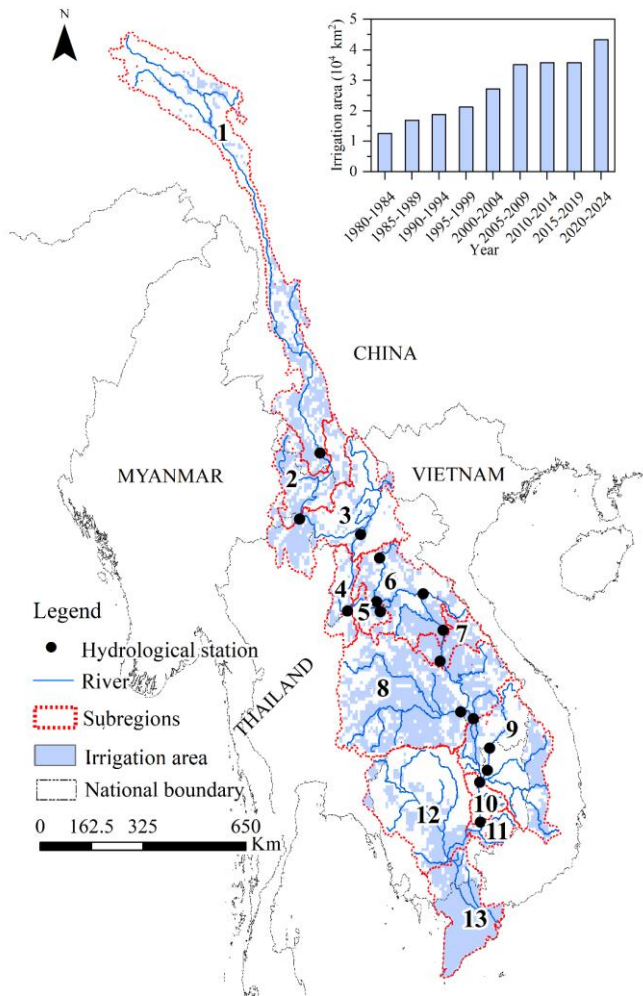 N
Irrigation area (10⁴ km²)
5
4
3
2
1
0
1980-1984
1985-1989
1990-1994
1995-1999
2000-2004
2005-2009
2010-2014
2015-2019
2020-2024
Year
1
CHINA
MYANMAR
VIETNAM
2
3
4
5
6
7
THAILAND
8
9
10
11
12
13
Legend
Hydrological station
River
Subregions
Irrigation area
National boundary
0 162.5 325 650
Km